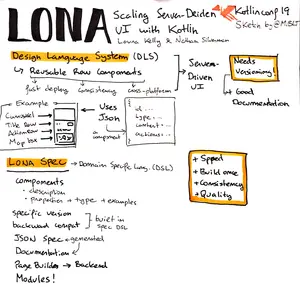 LONA
Scaling Server-Driven
UI with Kotlin
Laura Kelly & Nathanael Silverman
Kotlinconf 19
Sketch by @MBLT
Design Language System (DLS)
↳ Reusable Raw Components
fast deploy
Consistency
Cross-platform
Server-
Driven
UI
Needs
Versioning!
+ Good
Documentation
Example
Carousel
Title Row
Action Row
Map box
Uses
Json
{ id..
type...
content..
actions...
}
LONA Spec → Domain Specific Lang. (DSL)
Components
• description
• properties + type + examples
specific version
backward compat
built in
spec DSL
JSON Spec ← generated
Documentation
Page Builder → Backend
Modules!
+ Speed
+ Build once
+ Consistency
+ Quality